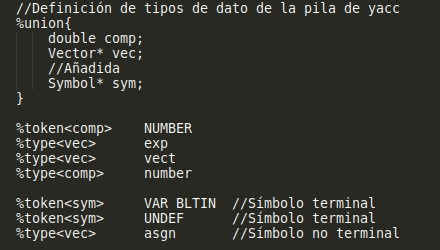 //Definición de tipos de dato de la pila de yacc
%union{
double comp;
Vector* vec;
//Añadida
Symbol* sym;
}
%token<comp> NUMBER
%type<vec> exp
%type<vec> vect
%type<comp> number
%token<sym> VAR BLTIN //Símbolo terminal
%token<sym> UNDEF //Símbolo terminal
%type<vec> asgn //Símbolo no terminal